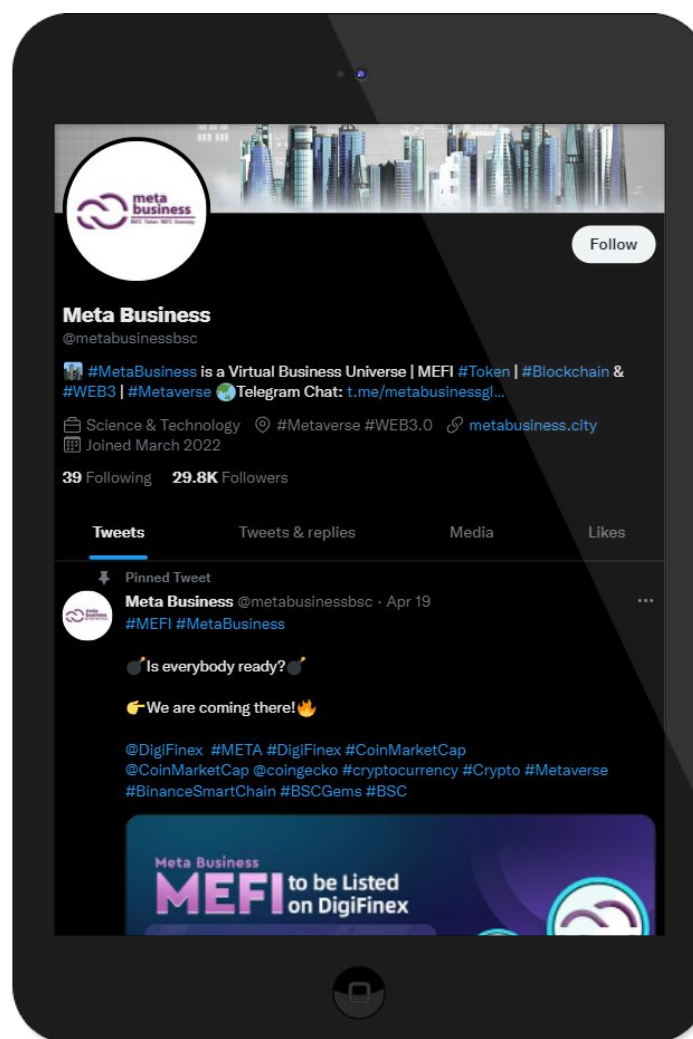 meta
business
Follow
Meta Business
@metabusinessbsc
#MetaBusiness is a Virtual Business Universe | MEFI #Token | #Blockchain &
#WEB3 | #Metaverse Telegram Chat: t.me/metabusinessgl...
Science & Technology #Metaverse #WEB3.0 metabusiness.city
Joined March 2022
39 Following 29.8K Followers
Tweets Tweets & replies Media Likes
Pinned Tweet
Meta Business @metabusinessbsc · Apr 19
#MEFI #MetaBusiness
💣Is everybody ready?💣
👉We are coming there!🔥
@DigiFinex #META #DigiFinex #CoinMarketCap
@CoinMarketCap @coingecko #cryptocurrency #Crypto #Metaverse
#BinanceSmartChain #BSCGems #BSC
Meta Business
MEFI to be Listed
on DigiFinex